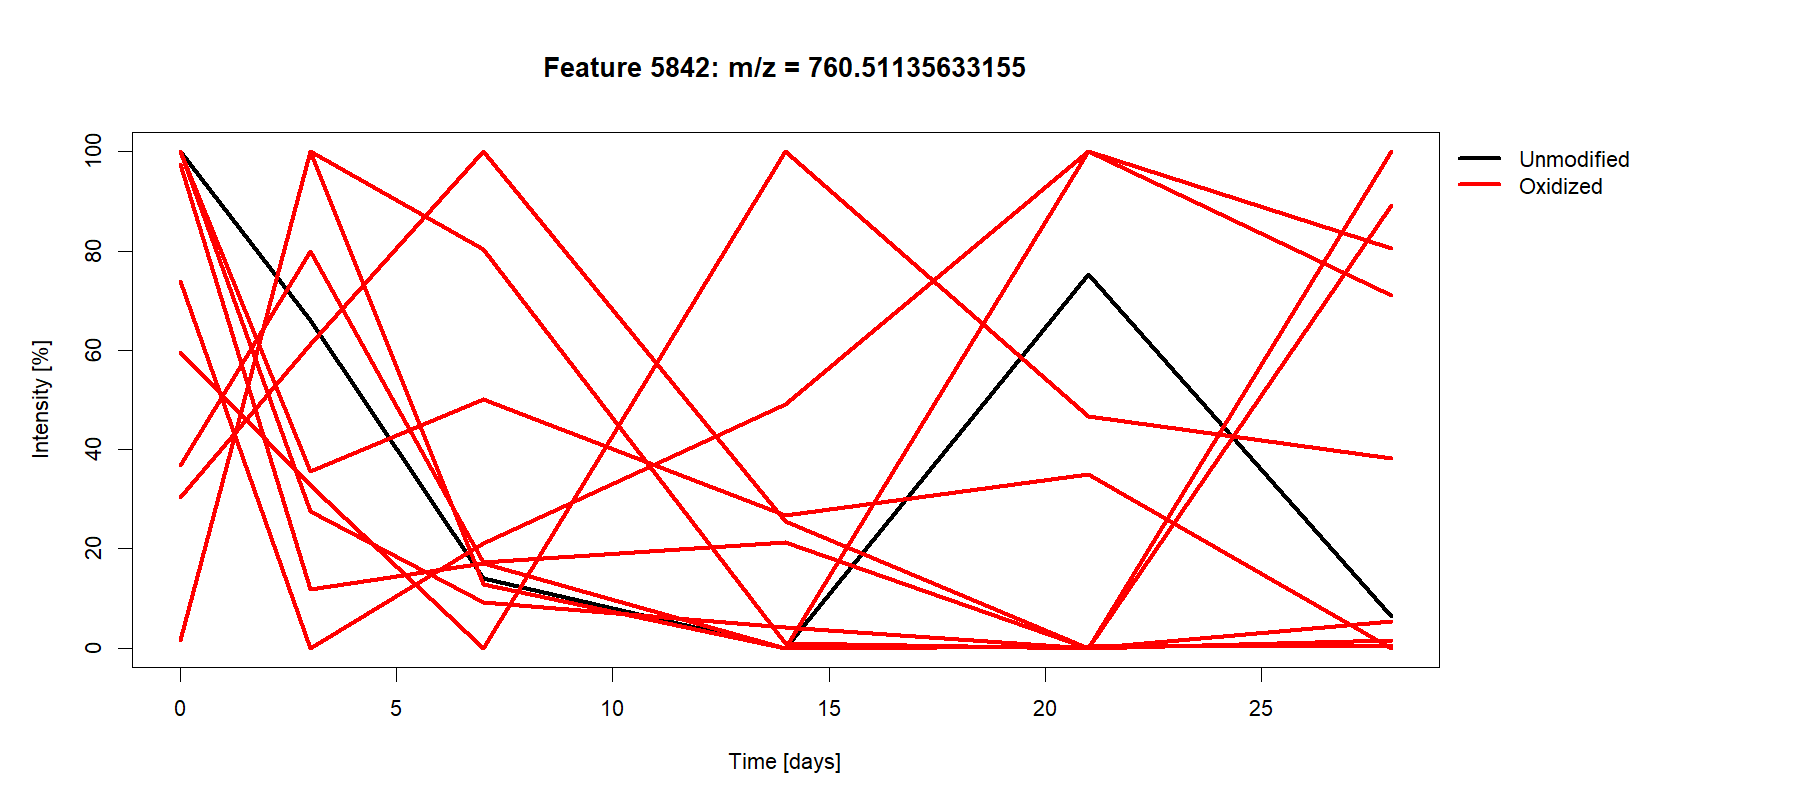 Feature 5842: m/z = 760.51135633155
Unmodified
Oxidized
Intensity [%]
100
80
60
40
20
0
0 5 10 15 20 25
Time [days]